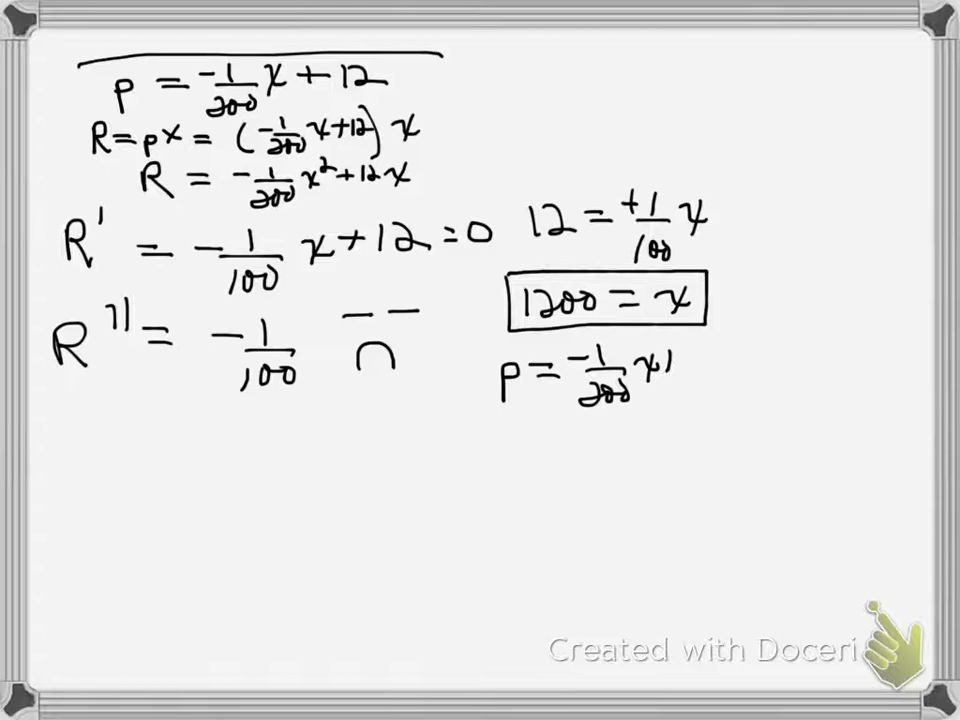 p = -1/200 x + 12
R = px = (-1/200 x + 12) x
R = -1/200 x² + 12x
R' = -1/100 x + 12 = 0
R'' = -1/100 - -
12 = +1/100 x
1200 = x
p = -1/200 x
Created with Doceri